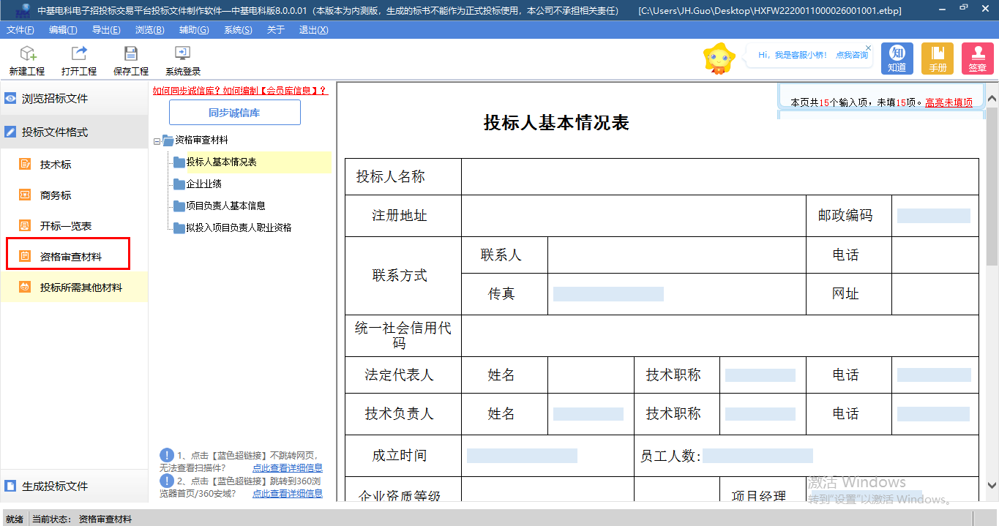 中基电科电子招投标交易平台投标文件制作软件—中基电科版8.0.0.01（本版本为内测版，生成的标书不能作为正式投标使用，本公司不承担相关责任） [C:\Users\JH.Guo\Desktop\HXFW2220011000026001001.etbp]
文件(F) 编辑(T) 导出(E) 浏览(B) 辅助(G) 系统(S) 关于 退出(X)
新建工程 打开工程 保存工程 系统登录
Hi，我是客服小桥！ 点我咨询
知 知道 手册 签章
浏览招标文件
投标文件格式
技术标
商务标
开标一览表
资格审查材料
投标所需其他材料
生成投标文件
如何同步诚信库？如何编制【会员库信息】？
同步诚信库
资格审查材料
投标人基本情况表
企业业绩
项目负责人基本信息
拟投入项目负责人职业资格
1、点击【蓝色超链接】不跳转网页，
无法查看扫描件？ 点此查看详细信息
2、点击【蓝色超链接】跳转到360浏
览器首页/360安域？ 点此查看详细信息
本页共15个输入项，未填15项。高亮未填项
投标人基本情况表
投标人名称
注册地址 邮政编码
联系方式 联系人 电话
传真 网址
统一社会信用代
码
法定代表人 姓名 技术职称 电话
技术负责人 姓名 技术职称 电话
成立时间 员工人数:
企业资质等级 项目经理
激活 Windows
转到"设置"以激活 Windows。
就绪 当前状态： 资格审查材料